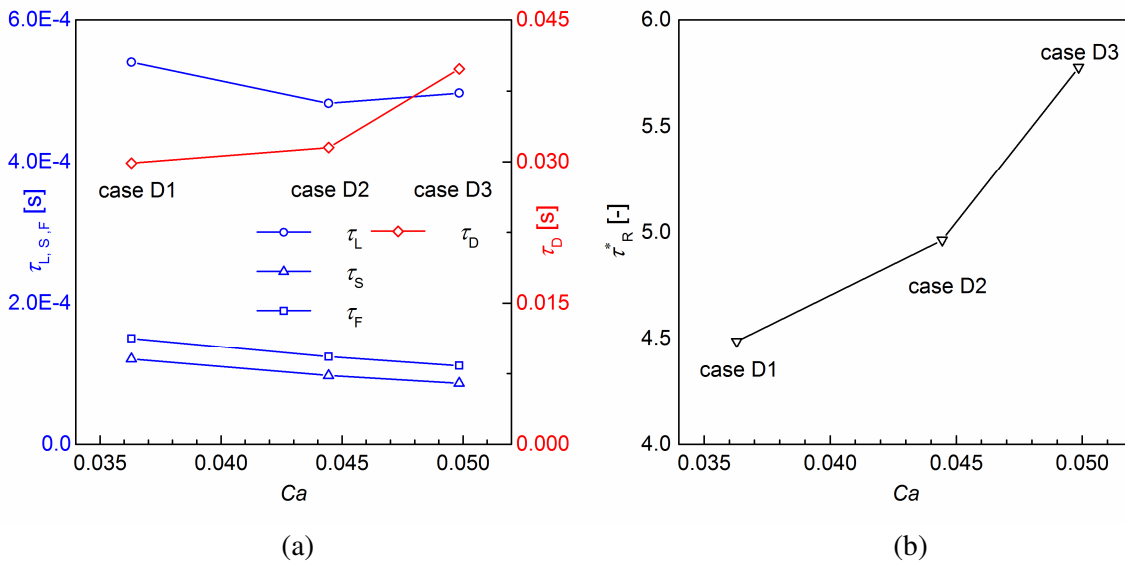 6.0E-4
4.0E-4
2.0E-4
0.0
τL, S ,F [s]
0.045
0.030
0.015
0.000
τD [s]
case D1
case D2
case D3
τL
τD
τS
τF
0.035
0.040
0.045
0.050
Ca
(a)
6.0
5.5
5.0
4.5
4.0
τ*R [-]
case D3
case D2
case D1
0.035
0.040
0.045
0.050
Ca
(b)